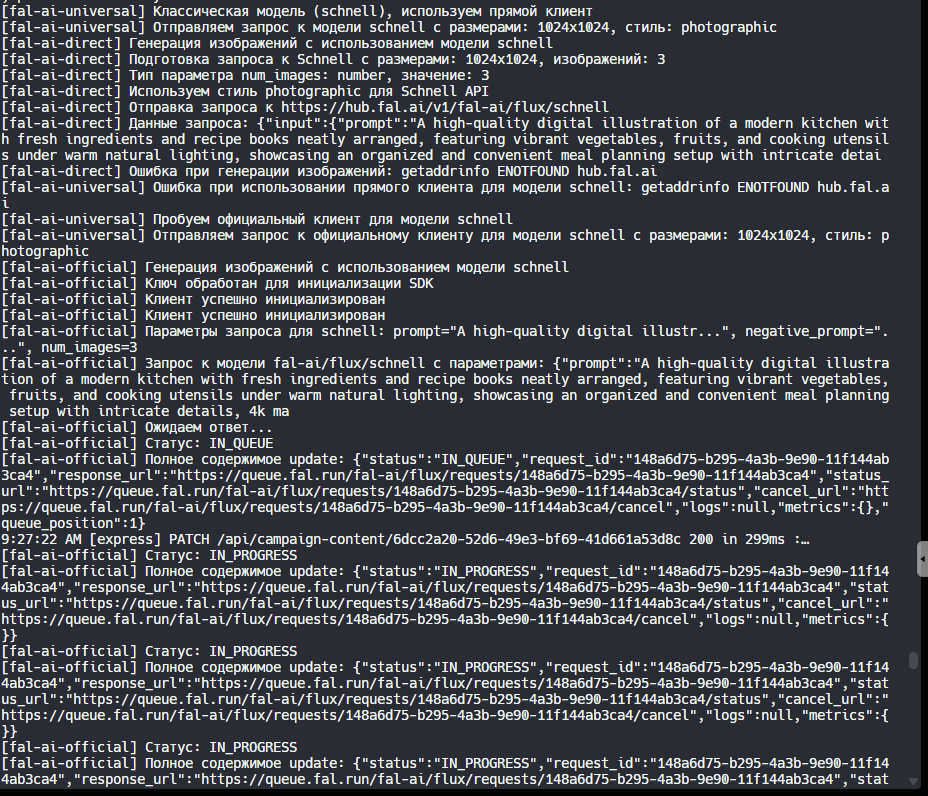 [fal-ai-universal] Классическая модель (schnell), используем прямой клиент
[fal-ai-universal] Отправляем запрос к модели schnell с размерами: 1024x1024, стиль: photographic
[fal-ai-direct] Генерация изображений с использованием модели schnell
[fal-ai-direct] Подготовка запроса к Schnell с размерами: 1024x1024, изображений: 3
[fal-ai-direct] Тип параметра num_images: number, значение: 3
[fal-ai-direct] Используем стиль photographic для Schnell API
[fal-ai-direct] Отправка запроса к https://hub.fal.ai/v1/fal-ai/flux/schnell
[fal-ai-direct] Данные запроса: {"input":{"prompt":"A high-quality digital illustration of a modern kitchen wit
h fresh ingredients and recipe books neatly arranged, featuring vibrant vegetables, fruits, and cooking utensil
s under warm natural lighting, showcasing an organized and convenient meal planning setup with intricate detai
[fal-ai-direct] Ошибка при генерации изображений: getaddrinfo ENOTFOUND hub.fal.ai
[fal-ai-universal] Ошибка при использовании прямого клиента для модели schnell: getaddrinfo ENOTFOUND hub.fal.a
i
[fal-ai-universal] Пробуем официальный клиент для модели schnell
[fal-ai-universal] Отправляем запрос к официальному клиенту для модели schnell с размерами: 1024x1024, стиль: p
hotographic
[fal-ai-official] Генерация изображений с использованием модели schnell
[fal-ai-official] Ключ обработан для инициализации SDK
[fal-ai-official] Клиент успешно инициализирован
[fal-ai-official] Клиент успешно инициализирован
[fal-ai-official] Параметры запроса для schnell: prompt="A high-quality digital illustr...", negative_prompt=".
..", num_images=3
[fal-ai-official] Запрос к модели fal-ai/flux/schnell с параметрами: {"prompt":"A high-quality digital illustra
tion of a modern kitchen with fresh ingredients and recipe books neatly arranged, featuring vibrant vegetables,
 fruits, and cooking utensils under warm natural lighting, showcasing an organized and convenient meal planning
 setup with intricate details, 4k ma
[fal-ai-official] Ожидаем ответ...
[fal-ai-official] Статус: IN_QUEUE
[fal-ai-official] Полное содержимое update: {"status":"IN_QUEUE","request_id":"148a6d75-b295-4a3b-9e90-11f144ab
3ca4","response_url":"https://queue.fal.run/fal-ai/flux/requests/148a6d75-b295-4a3b-9e90-11f144ab3ca4","status_
url":"https://queue.fal.run/fal-ai/flux/requests/148a6d75-b295-4a3b-9e90-11f144ab3ca4/status","cancel_url":"htt
ps://queue.fal.run/fal-ai/flux/requests/148a6d75-b295-4a3b-9e90-11f144ab3ca4/cancel","logs":null,"metrics":{},"
queue_position":1}
9:27:22 AM [express] PATCH /api/campaign-content/6dcc2a20-52d6-49e3-bf69-41d661a53d8c 200 in 299ms :…
[fal-ai-official] Статус: IN_PROGRESS
[fal-ai-official] Полное содержимое update: {"status":"IN_PROGRESS","request_id":"148a6d75-b295-4a3b-9e90-11f14
4ab3ca4","response_url":"https://queue.fal.run/fal-ai/flux/requests/148a6d75-b295-4a3b-9e90-11f144ab3ca4","stat
us_url":"https://queue.fal.run/fal-ai/flux/requests/148a6d75-b295-4a3b-9e90-11f144ab3ca4/status","cancel_url":"
https://queue.fal.run/fal-ai/flux/requests/148a6d75-b295-4a3b-9e90-11f144ab3ca4/cancel","logs":null,"metrics":{
}}
[fal-ai-official] Статус: IN_PROGRESS
[fal-ai-official] Полное содержимое update: {"status":"IN_PROGRESS","request_id":"148a6d75-b295-4a3b-9e90-11f14
4ab3ca4","response_url":"https://queue.fal.run/fal-ai/flux/requests/148a6d75-b295-4a3b-9e90-11f144ab3ca4","stat
us_url":"https://queue.fal.run/fal-ai/flux/requests/148a6d75-b295-4a3b-9e90-11f144ab3ca4/status","cancel_url":"
https://queue.fal.run/fal-ai/flux/requests/148a6d75-b295-4a3b-9e90-11f144ab3ca4/cancel","logs":null,"metrics":{
}}
[fal-ai-official] Статус: IN_PROGRESS
[fal-ai-official] Полное содержимое update: {"status":"IN_PROGRESS","request_id":"148a6d75-b295-4a3b-9e90-11f14
4ab3ca4","response_url":"https://queue.fal.run/fal-ai/flux/requests/148a6d75-b295-4a3b-9e90-11f144ab3ca4","stat